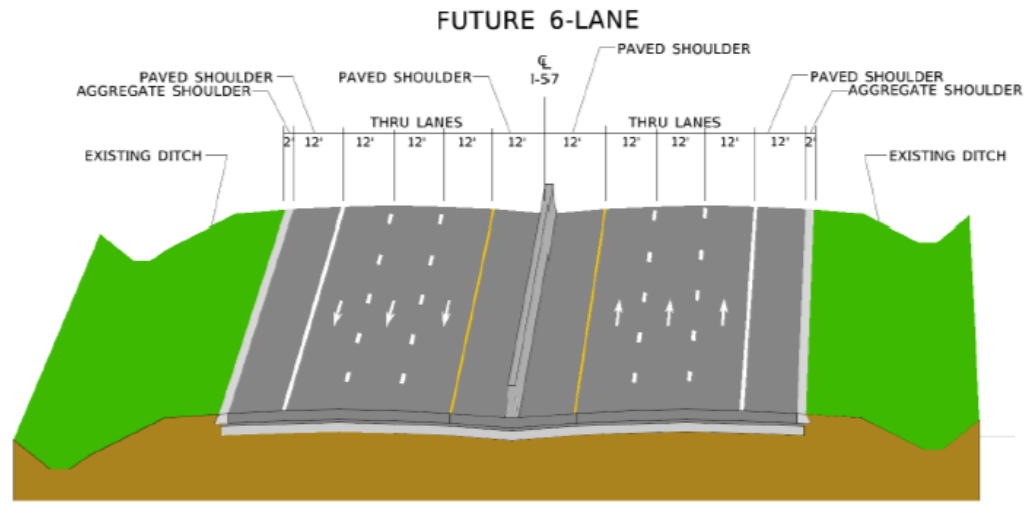 FUTURE 6-LANE
PAVED SHOULDER
℄
I-57
PAVED SHOULDER
PAVED SHOULDER
PAVED SHOULDER
AGGREGATE SHOULDER
AGGREGATE SHOULDER
THRU LANES
THRU LANES
2' 12' 12' 12' 12' 12' 12' 12' 12' 12' 12' 2'
EXISTING DITCH
EXISTING DITCH